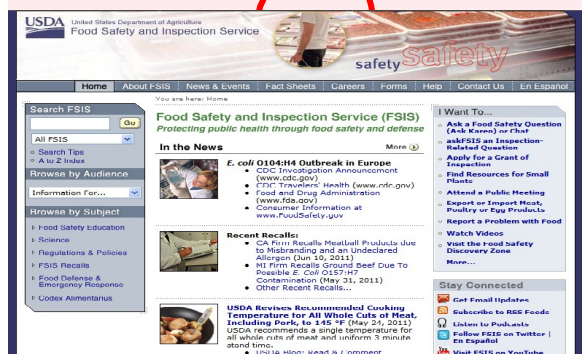 USDA
United States Department of Agriculture
Food Safety and Inspection Service
safety
safety
Home
About FSIS
News & Events
Fact Sheets
Careers
Forms
Help
Contact Us
En Espanol
You are here: Home
Search FSIS
Go
All FSIS
Search Tips
A to Z Index
Browse by Audience
Information For...
Browse by Subject
Food Safety Education
Science
Regulations & Policies
FSIS Recalls
Food Defense &
Emergency Response
Codex Alimentarius
Food Safety and Inspection Service (FSIS)
Protecting public health through food safety and defense
In the News
More
E. coli O104:H4 Outbreak in Europe
CDC Investigation Announcement
(www.cdc.gov)
CDC Travelers' Health (www.cdc.gov)
Food and Drug Administration
(www.fda.gov)
Consumer Information at
www.FoodSafety.gov
Recent Recalls:
CA Firm Recalls Meatball Products due
to Misbranding and an Undeclared
Allergen (Jun 10, 2011)
MI Firm Recalls Ground Beef Due To
Possible E. Coli O157:H7
Contamination (May 31, 2011)
Other Recent Recalls...
USDA Revises Recommended Cooking
Temperature for All Whole Cuts of Meat,
Including Pork, to 145 °F (May 24, 2011)
USDA recommends a single temperature for
all whole cuts of meat and uniform 3 minute
stand time.
USDA Blog: Read & Comment
I Want To...
Ask a Food Safety Question
(Ask Karen) or Chat
askFSIS an Inspection-
Related Question
Apply for a Grant of
Inspection
Find Resources for Small
Plants
Attend a Public Meeting
Export or Import Meat,
Poultry or Egg Products
Report a Problem with Food
Watch Videos
Visit the Food Safety
Discovery Zone
More...
Stay Connected
Get Email Updates
Subscribe to RSS Feeds
Listen to Podcasts
Follow FSIS on Twitter |
En Español
Visit FSIS on YouTube